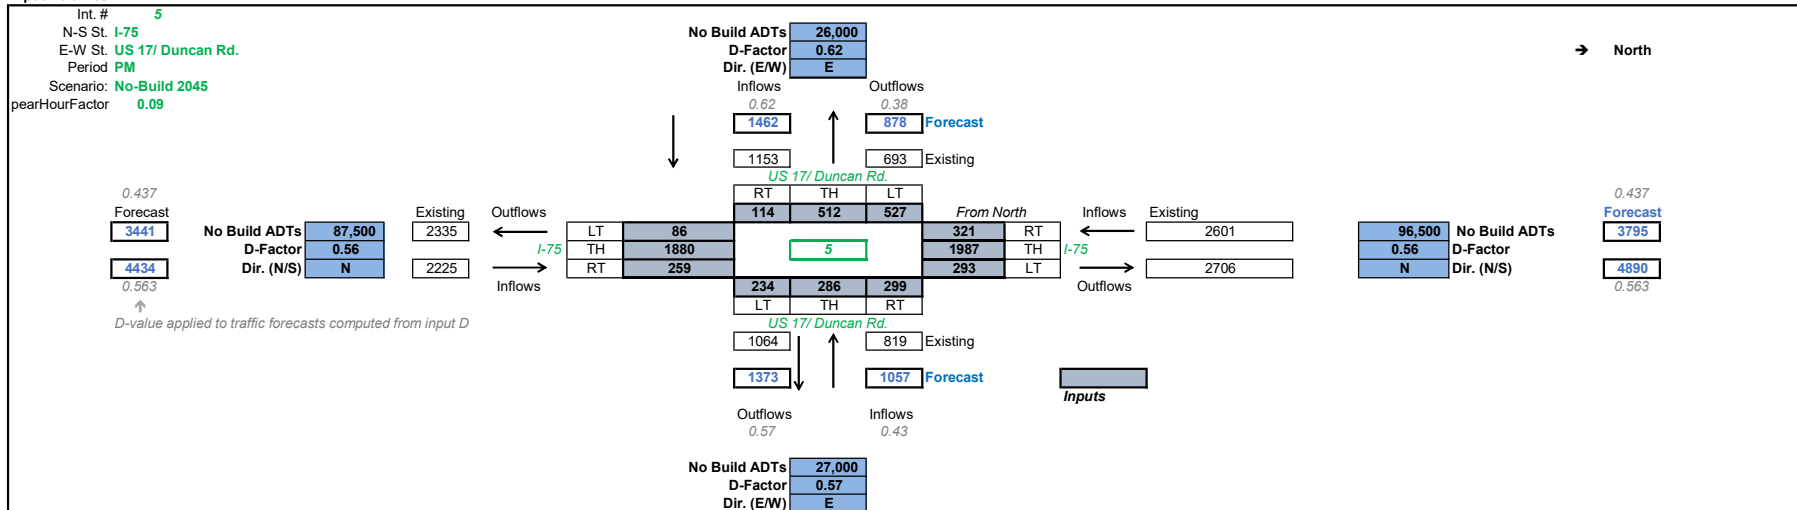 Int. # 5
N-S St. I-75
E-W St. US 17/ Duncan Rd.
Period PM
Scenario: No-Build 2045
pearHourFactor 0.09
No Build ADTs 26,000
D-Factor 0.62
Dir. (E/W) E
→ North
Inflows Outflows
0.62 0.38
1462 878 Forecast
1153 693 Existing
US 17/ Duncan Rd.
RT TH LT
114 512 527
0.437
Forecast
3441
4434
0.563
No Build ADTs 87,500
D-Factor 0.56
Dir. (N/S) N
Existing Outflows
2335
2225
Inflows
D-value applied to traffic forecasts computed from input D
I-75
LT 86
TH 1880
RT 259
5
From North
321 RT
1987 TH
293 LT
I-75
Inflows Existing
2601
2706
Outflows
96,500 No Build ADTs
0.56 D-Factor
N Dir. (N/S)
0.437
Forecast
3795
4890
0.563
234 286 299
LT TH RT
US 17/ Duncan Rd.
1064 819 Existing
1373 1057 Forecast
Inputs
Outflows Inflows
0.57 0.43
No Build ADTs 27,000
D-Factor 0.57
Dir. (E/W) E